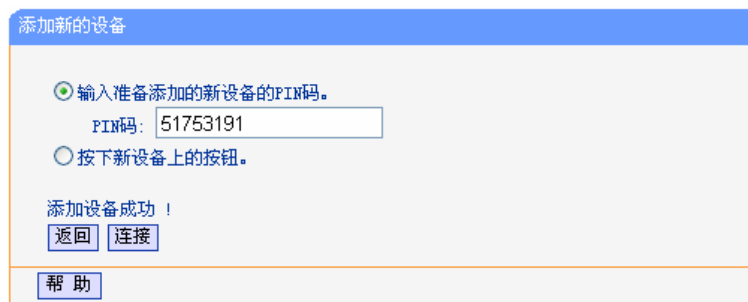 添加新的设备
输入准备添加的新设备的PIN码。
PIN码: 51753191
按下新设备上的按钮。
添加设备成功 !
返回 连接
帮 助